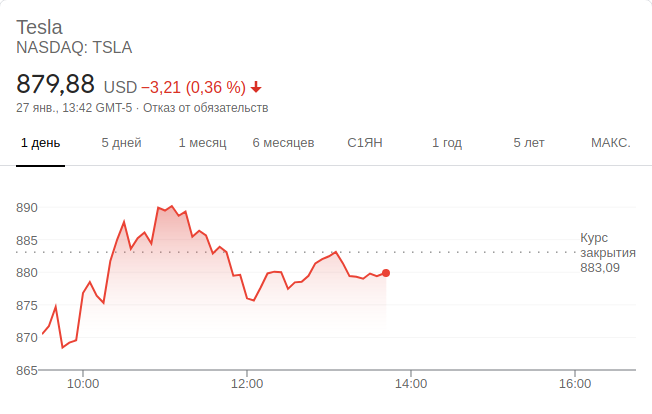 Tesla
NASDAQ: TSLA
879,88 USD −3,21 (0,36 %)
27 янв., 13:42 GMT-5 · Отказ от обязательств
1 день 5 дней 1 месяц 6 месяцев С1ЯН 1 год 5 лет МАКС.
890
885
880
875
870
865
Курс
закрытия
883,09
10:00 12:00 14:00 16:00